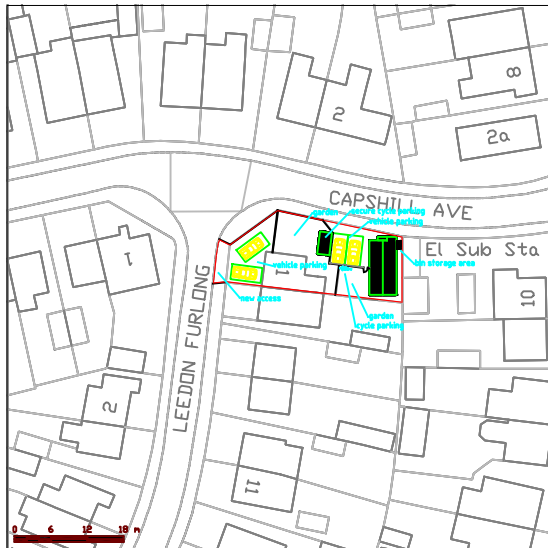 8
2
2a
CAPSHILL AVE
garden
secure cycle parking
vehicle parking
El Sub Sta
bin storage area
1
vehicle parking
1
new access
garden
cycle parking
10
LEEDON FURLONG
2
11
0 6 12 18 m